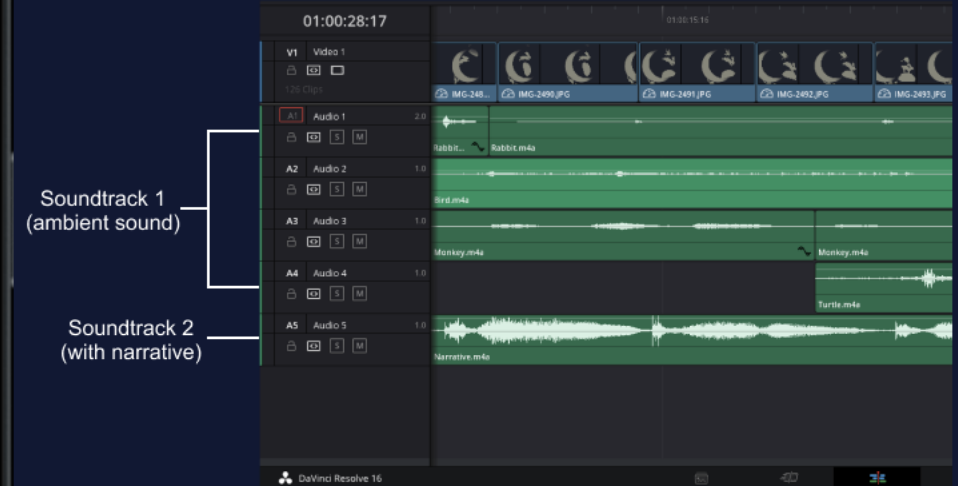 01:00:28:17
01:00:15:16
V1 Video 1
126 Clips
IMG-248... IMG-2490.JPG IMG-2491.JPG IMG-2492.JPG IMG-2493.JPG
A1 Audio 1 2.0
S M
Rabbit... Rabbit.m4a
A2 Audio 2 1.0
S M
Bird.m4a
Soundtrack 1
(ambient sound)
A3 Audio 3 1.0
S M
Monkey.m4a Monkey.m4a
A4 Audio 4 1.0
S M
Turtle.m4a
Soundtrack 2
(with narrative)
A5 Audio 5 1.0
S M
Narrative.m4a
DaVinci Resolve 16